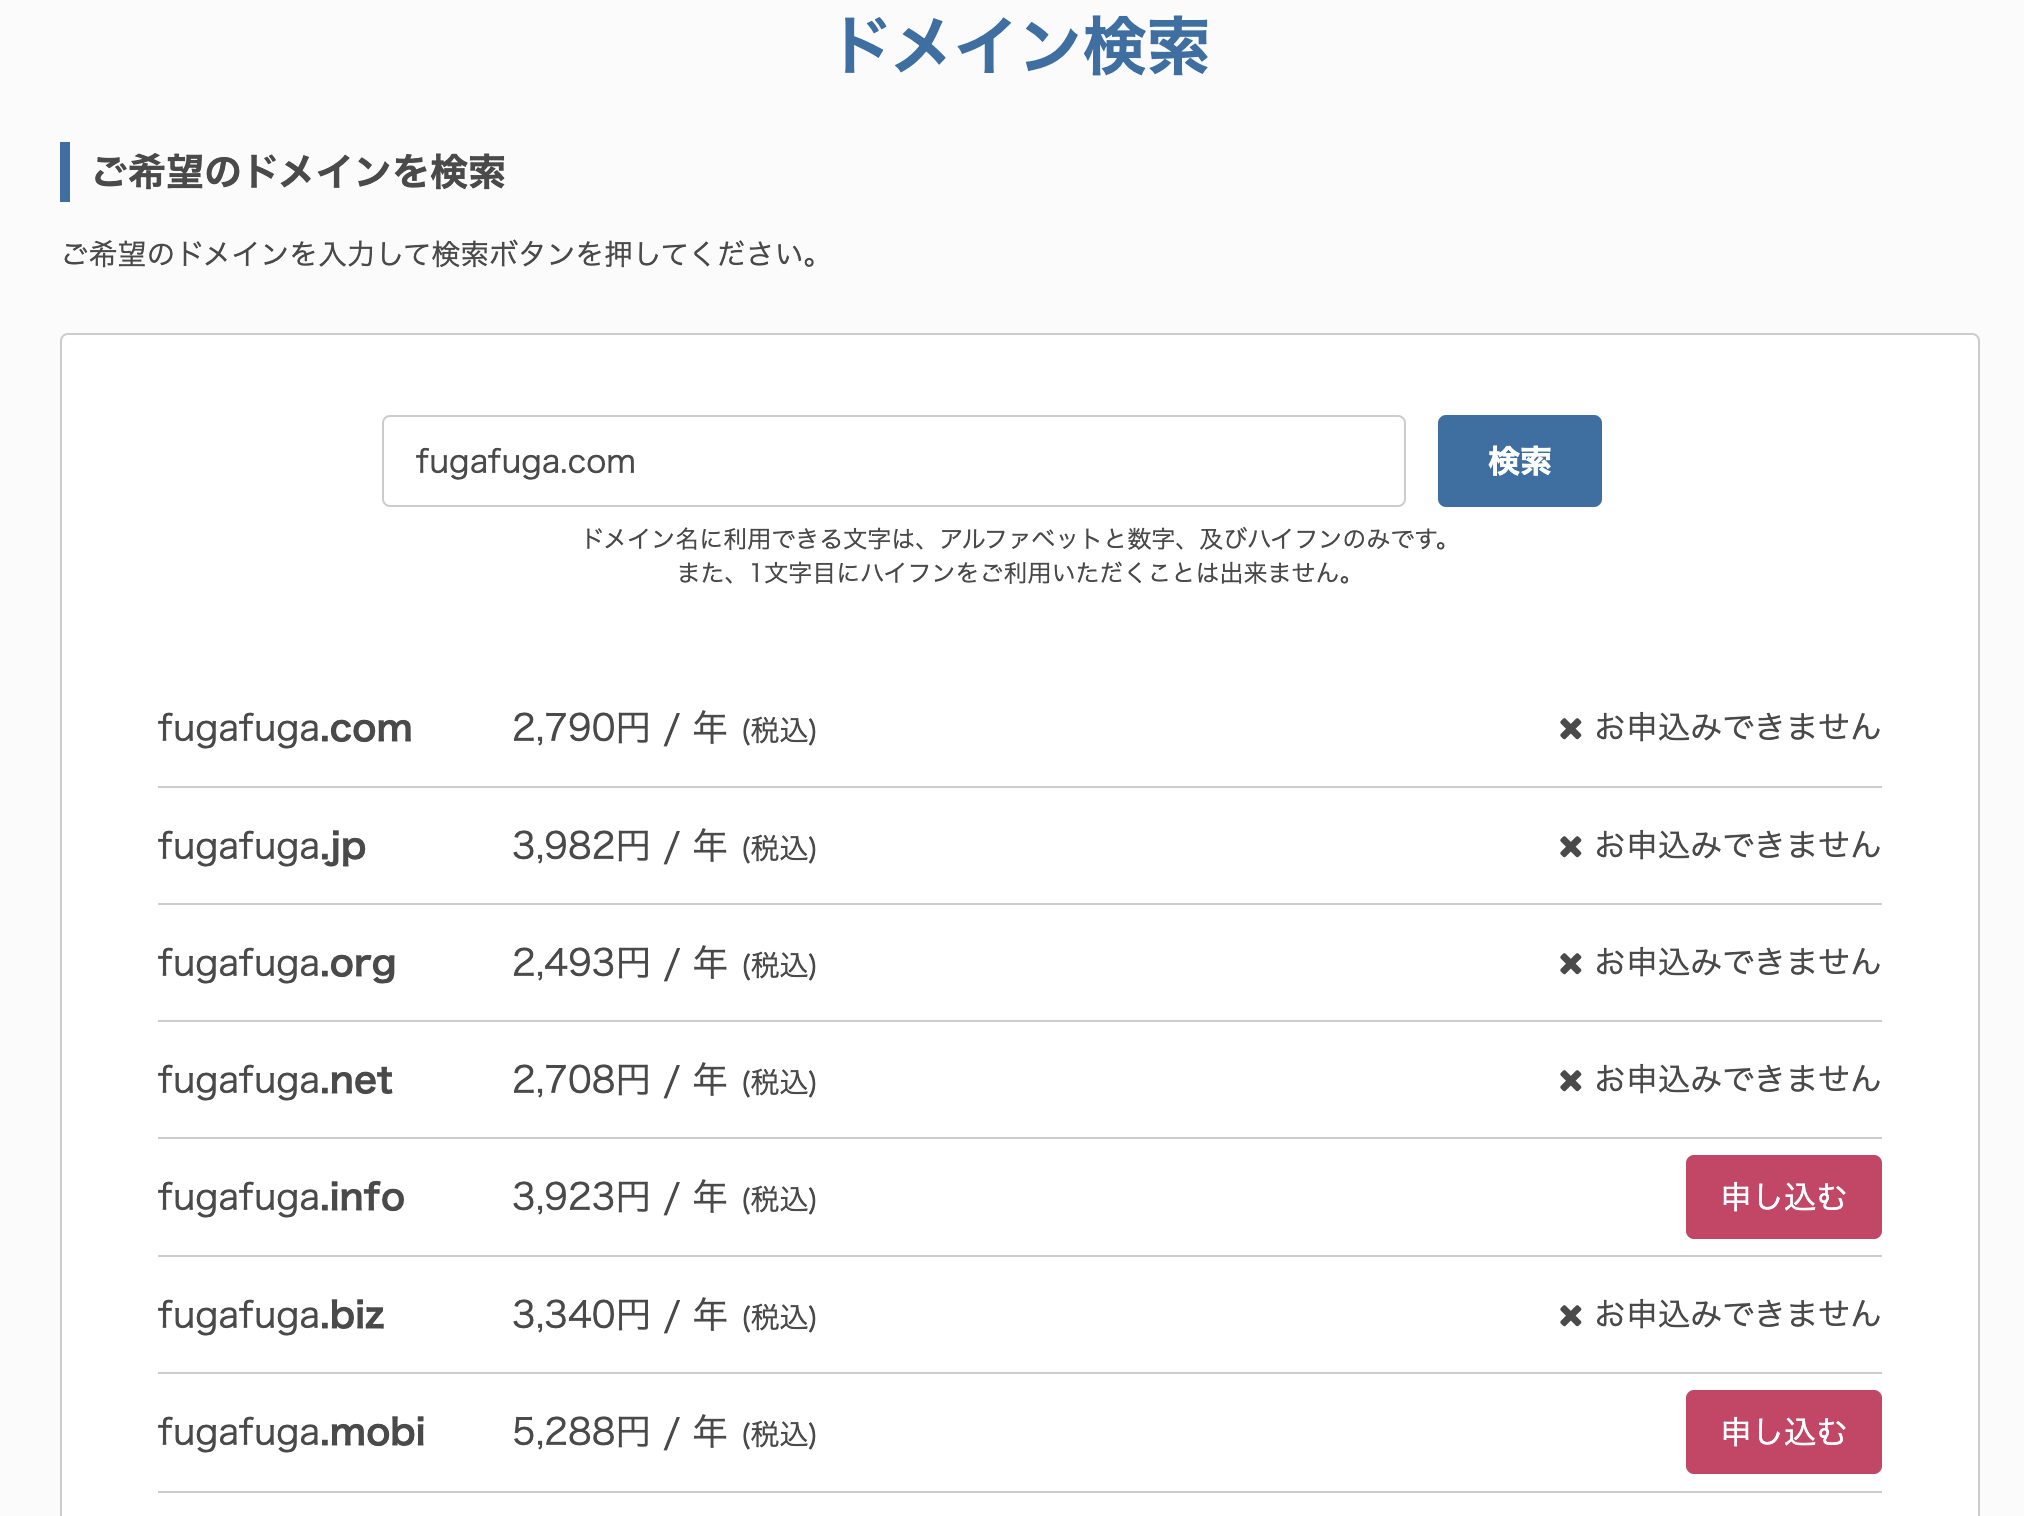 ドメイン検索
ご希望のドメインを検索
ご希望のドメインを入力して検索ボタンを押してください。
fugafuga.com 検索
ドメイン名に利用できる文字は、アルファベットと数字、及びハイフンのみです。
また、1文字目にハイフンをご利用いただくことは出来ません。
fugafuga.com 2,790円 / 年 (税込) ✖ お申込みできません
fugafuga.jp 3,982円 / 年 (税込) ✖ お申込みできません
fugafuga.org 2,493円 / 年 (税込) ✖ お申込みできません
fugafuga.net 2,708円 / 年 (税込) ✖ お申込みできません
fugafuga.info 3,923円 / 年 (税込) 申し込む
fugafuga.biz 3,340円 / 年 (税込) ✖ お申込みできません
fugafuga.mobi 5,288円 / 年 (税込) 申し込む